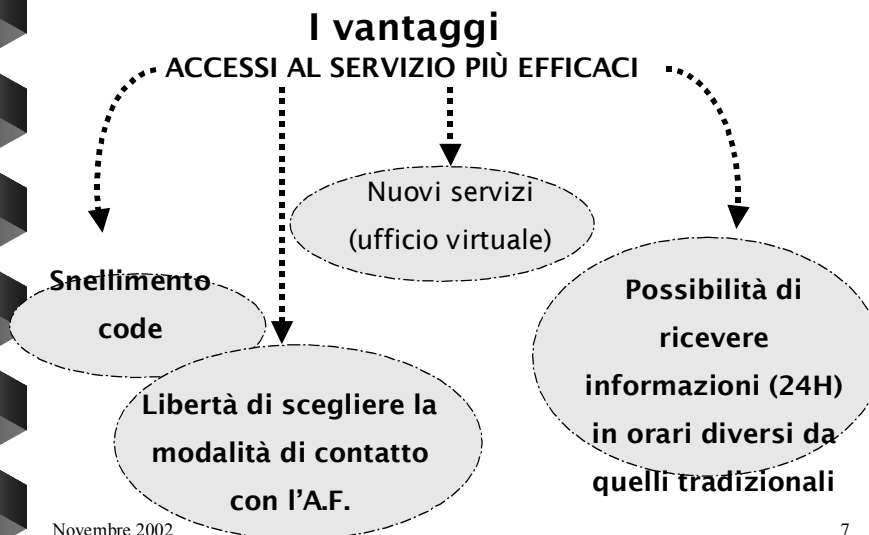 I vantaggi
ACCESSI AL SERVIZIO PIÙ EFFICACI
Nuovi servizi
(ufficio virtuale)
Snellimento
code
Libertà di scegliere la
modalità di contatto
con l'A.F.
Possibilità di
ricevere
informazioni (24H)
in orari diversi da
quelli tradizionali
Novembre 2002
7